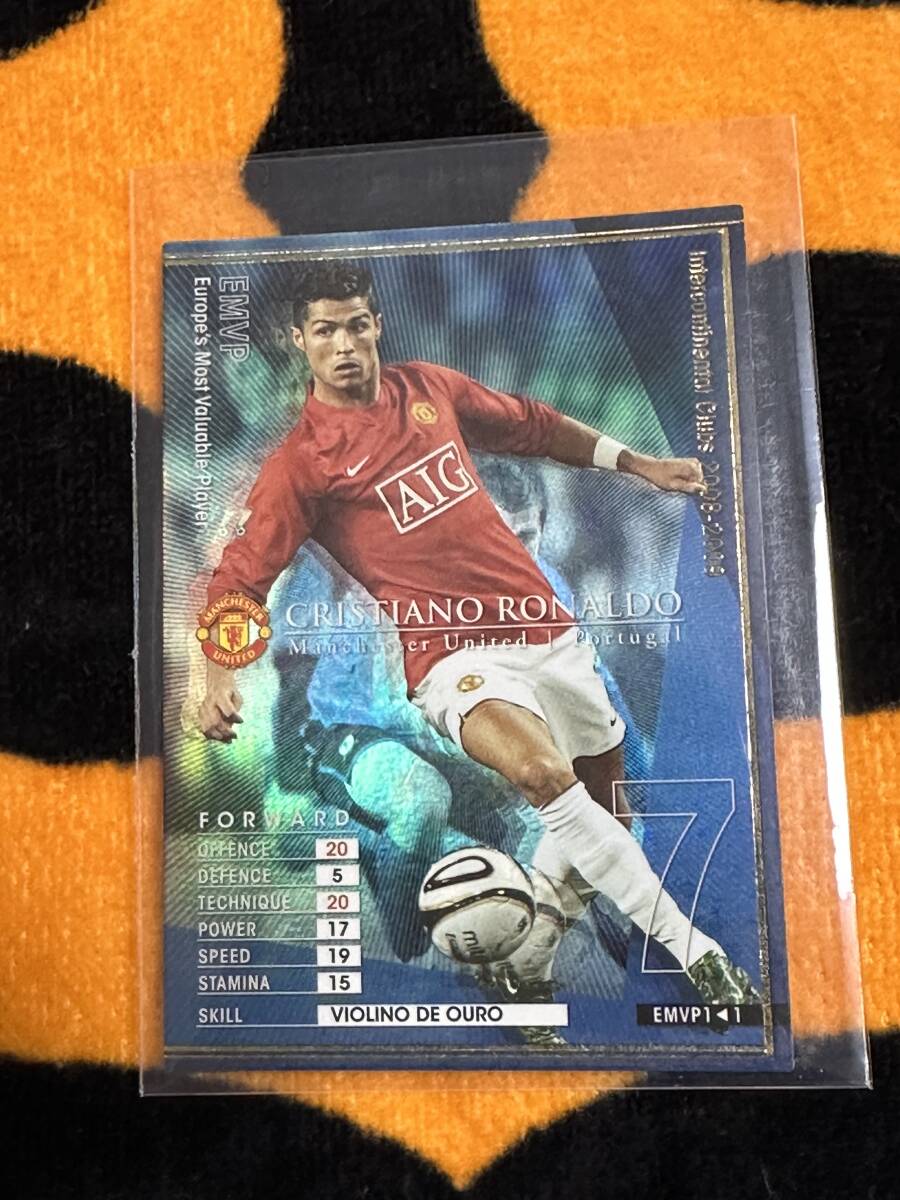 EMVP
Europe's Most Valuable Player
Intercontinental Clubs 2008-2009
AIG
MANCHESTER
UNITED
CRISTIANO RONALDO
Manchester United | Portugal
7
FORWARD
OFFENCE 20
DEFENCE 5
TECHNIQUE 20
POWER 17
SPEED 19
STAMINA 15
SKILL VIOLINO DE OURO
EMVP1◀1